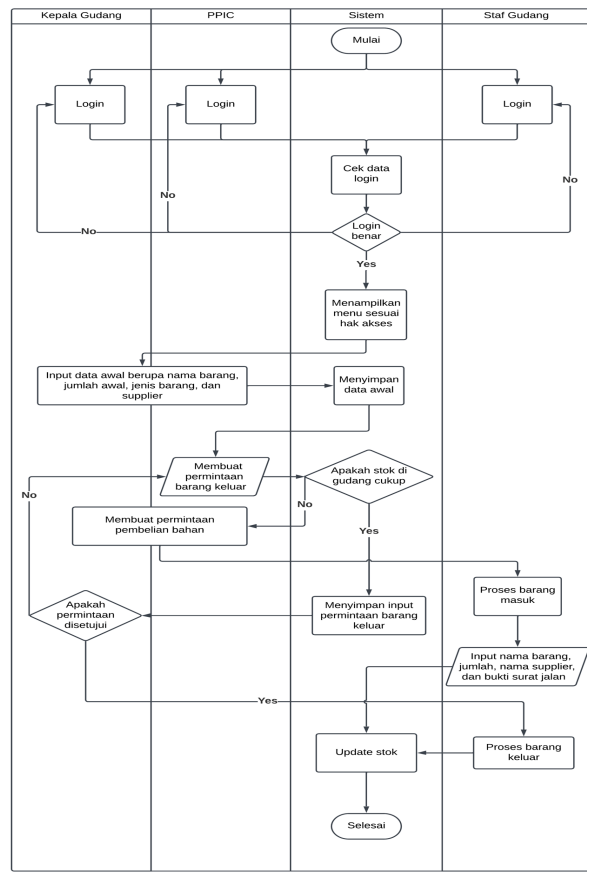 Kepala Gudang
PPIC
Sistem
Staf Gudang
Mulai
Login
Login
Login
Cek data
login
No
No
Login
benar
No
Yes
Menampilkan
menu sesuai
hak akses
Input data awal berupa nama barang,
jumlah awal, jenis barang, dan
supplier
Menyimpan
data awal
Membuat
permintaan
barang keluar
Apakah stok di
gudang cukup
No
No
Membuat permintaan
pembelian bahan
Yes
Proses barang
masuk
Apakah
permintaan
disetujui
Menyimpan input
permintaan barang
keluar
Input nama barang,
jumlah, nama supplier,
dan bukti surat jalan
Yes
Update stok
Proses barang
keluar
Selesai